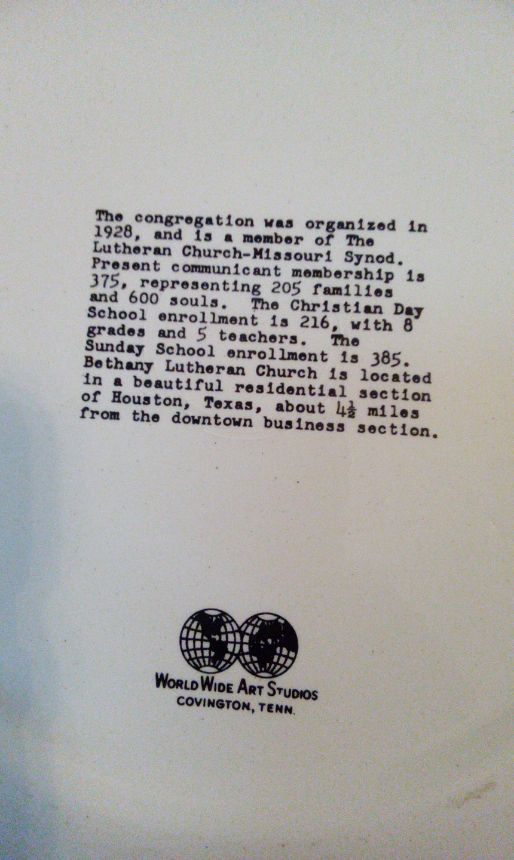 The congregation was organized in
1928, and is a member of The
Lutheran Church-Missouri Synod.
Present communicant membership is
375, representing 205 families
and 600 souls. The Christian Day
School enrollment is 216, with 8
grades and 5 teachers. The
Sunday School enrollment is 385.
Bethany Lutheran Church is located
in a beautiful residential section
of Houston, Texas, about 4½ miles
from the downtown business section.
WORLD WIDE ART STUDIOS
COVINGTON, TENN.